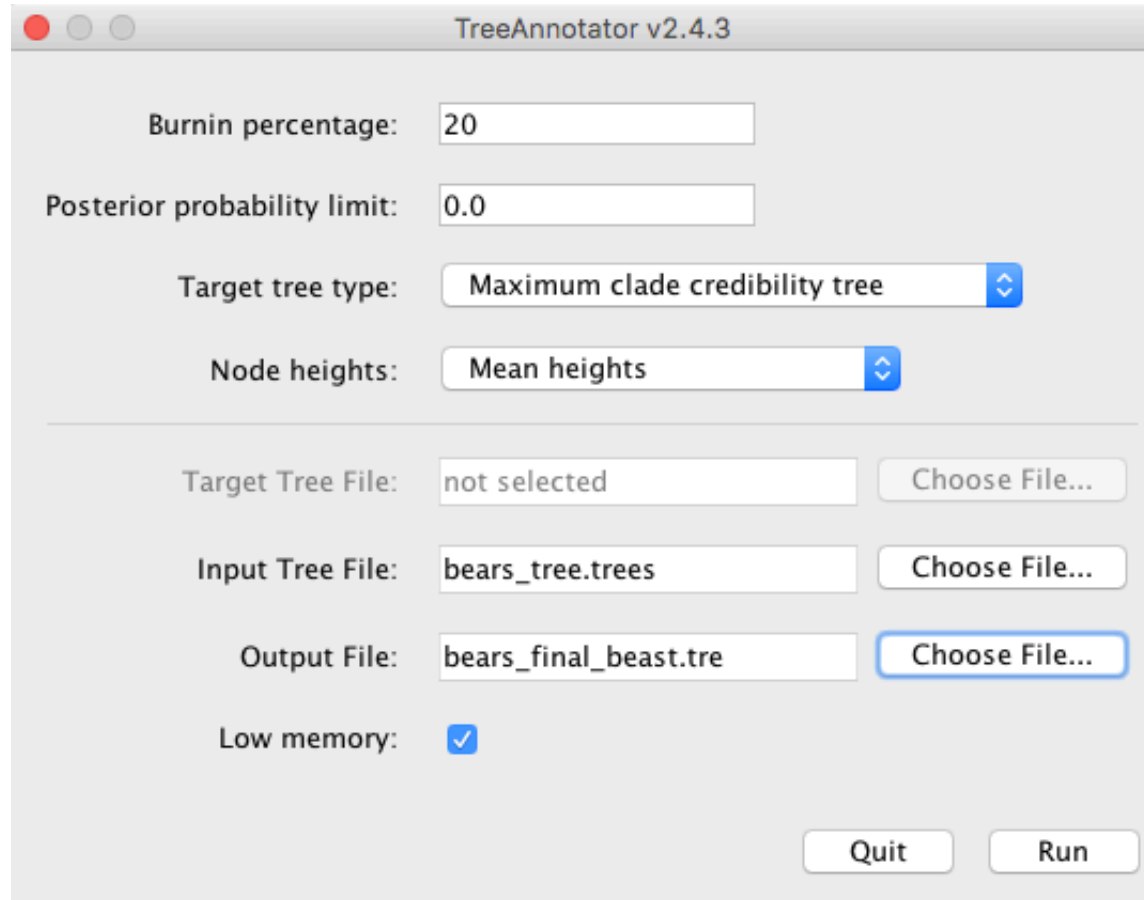 TreeAnnotator v2.4.3
Burnin percentage: 20
Posterior probability limit: 0.0
Target tree type: Maximum clade credibility tree
Node heights: Mean heights
Target Tree File: not selected Choose File...
Input Tree File: bears_tree.trees Choose File...
Output File: bears_final_beast.tre Choose File...
Low memory:
Quit Run